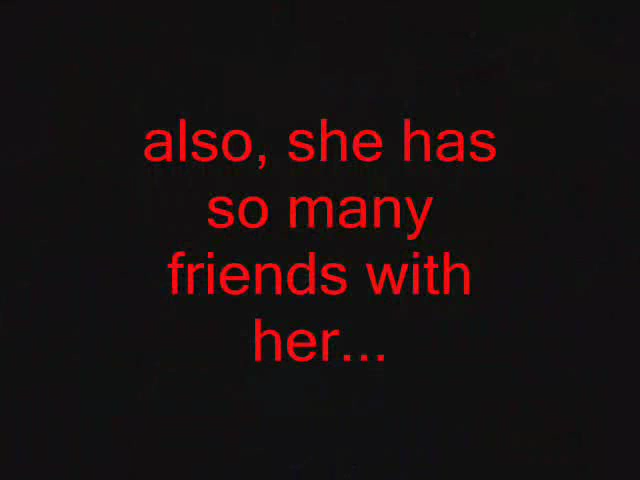 also, she has
so many
friends with
her...